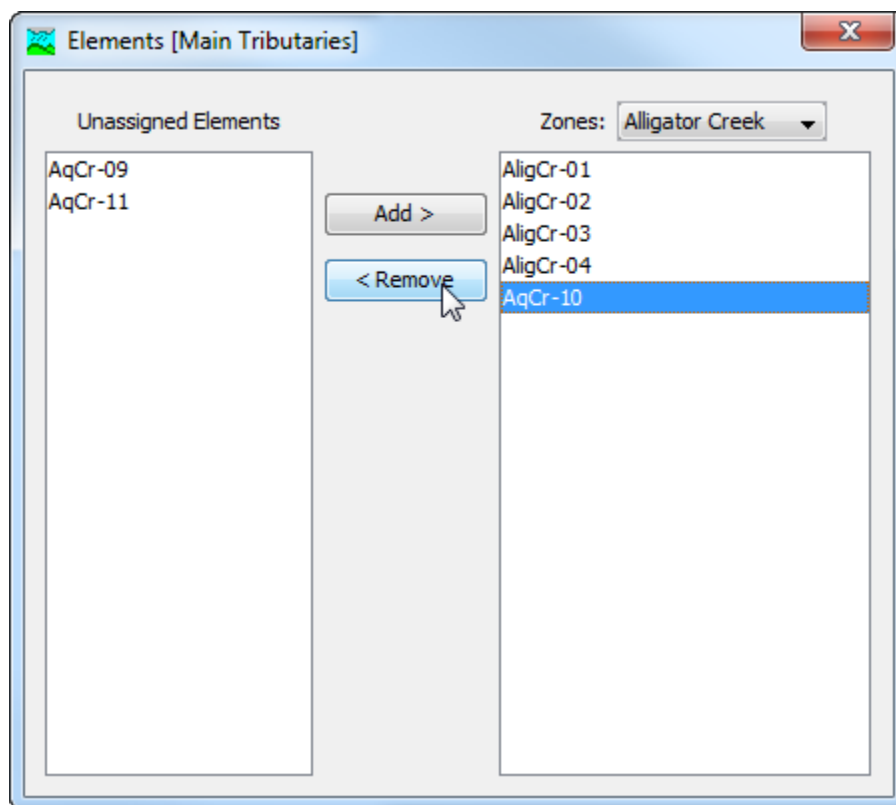 Elements [Main Tributaries]
Unassigned Elements
Zones: Alligator Creek
AqCr-09
AqCr-11
Add >
< Remove
AligCr-01
AligCr-02
AligCr-03
AligCr-04
AqCr-10